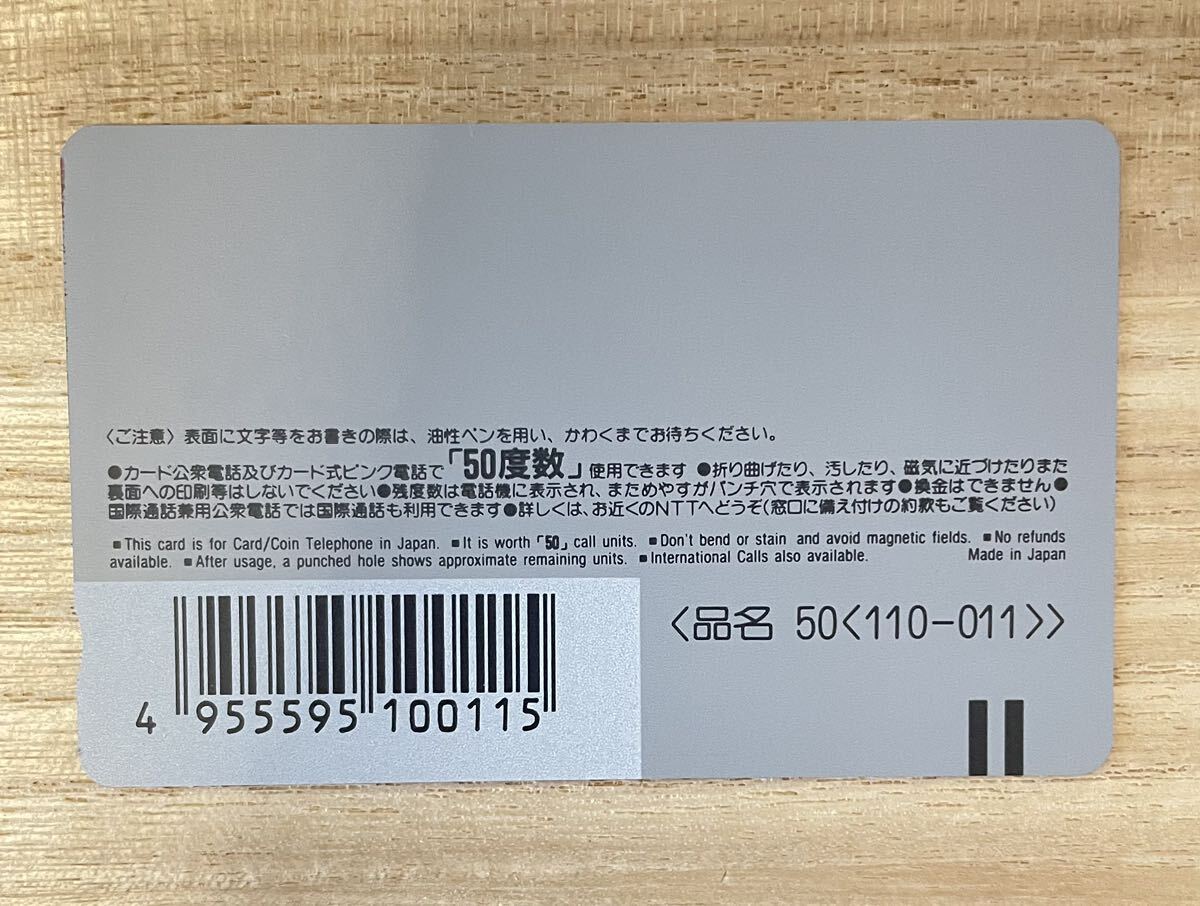 〈ご注意〉表面に文字等をお書きの際は、油性ペンを用い、かわくまでお待ちください。
●カード公衆電話及びカード式ピンク電話で「50度数」使用できます ●折り曲げたり、汚したり、磁気に近づけたりまた
裏面への印刷等はしないでください●残度数は電話機に表示され、まためやすがパンチ穴で表示されます●換金はできません●
国際通話兼用公衆電話では国際通話も利用できます●詳しくは、お近くのNTTへどうぞ(窓口に備え付けの約款もご覧ください)
■This card is for Card/Coin Telephone in Japan. ■It is worth「50」call units. ■Don't bend or stain and avoid magnetic fields. ■No refunds
available. ■After usage, a punched hole shows approximate remaining units. ■International Calls also available. Made in Japan
〈品名 50〈110-011〉〉
4 955595 100115